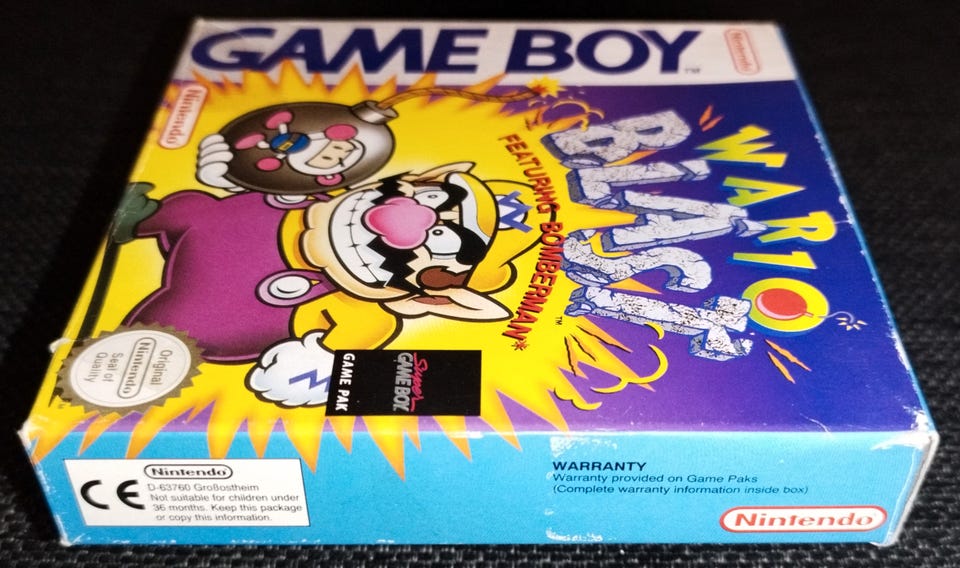 GAME BOY™
Nintendo
Nintendo
WARIO
BLAST
FEATURING BOMBERMAN*™
Original
Nintendo
Seal of
Quality
Super
GAME BOY
GAME PAK
CE
Nintendo
D-63760 Großostheim
Not suitable for children under
36 months. Keep this package
or copy this information.
WARRANTY
Warranty provided on Game Paks
(Complete warranty information inside box)
Nintendo